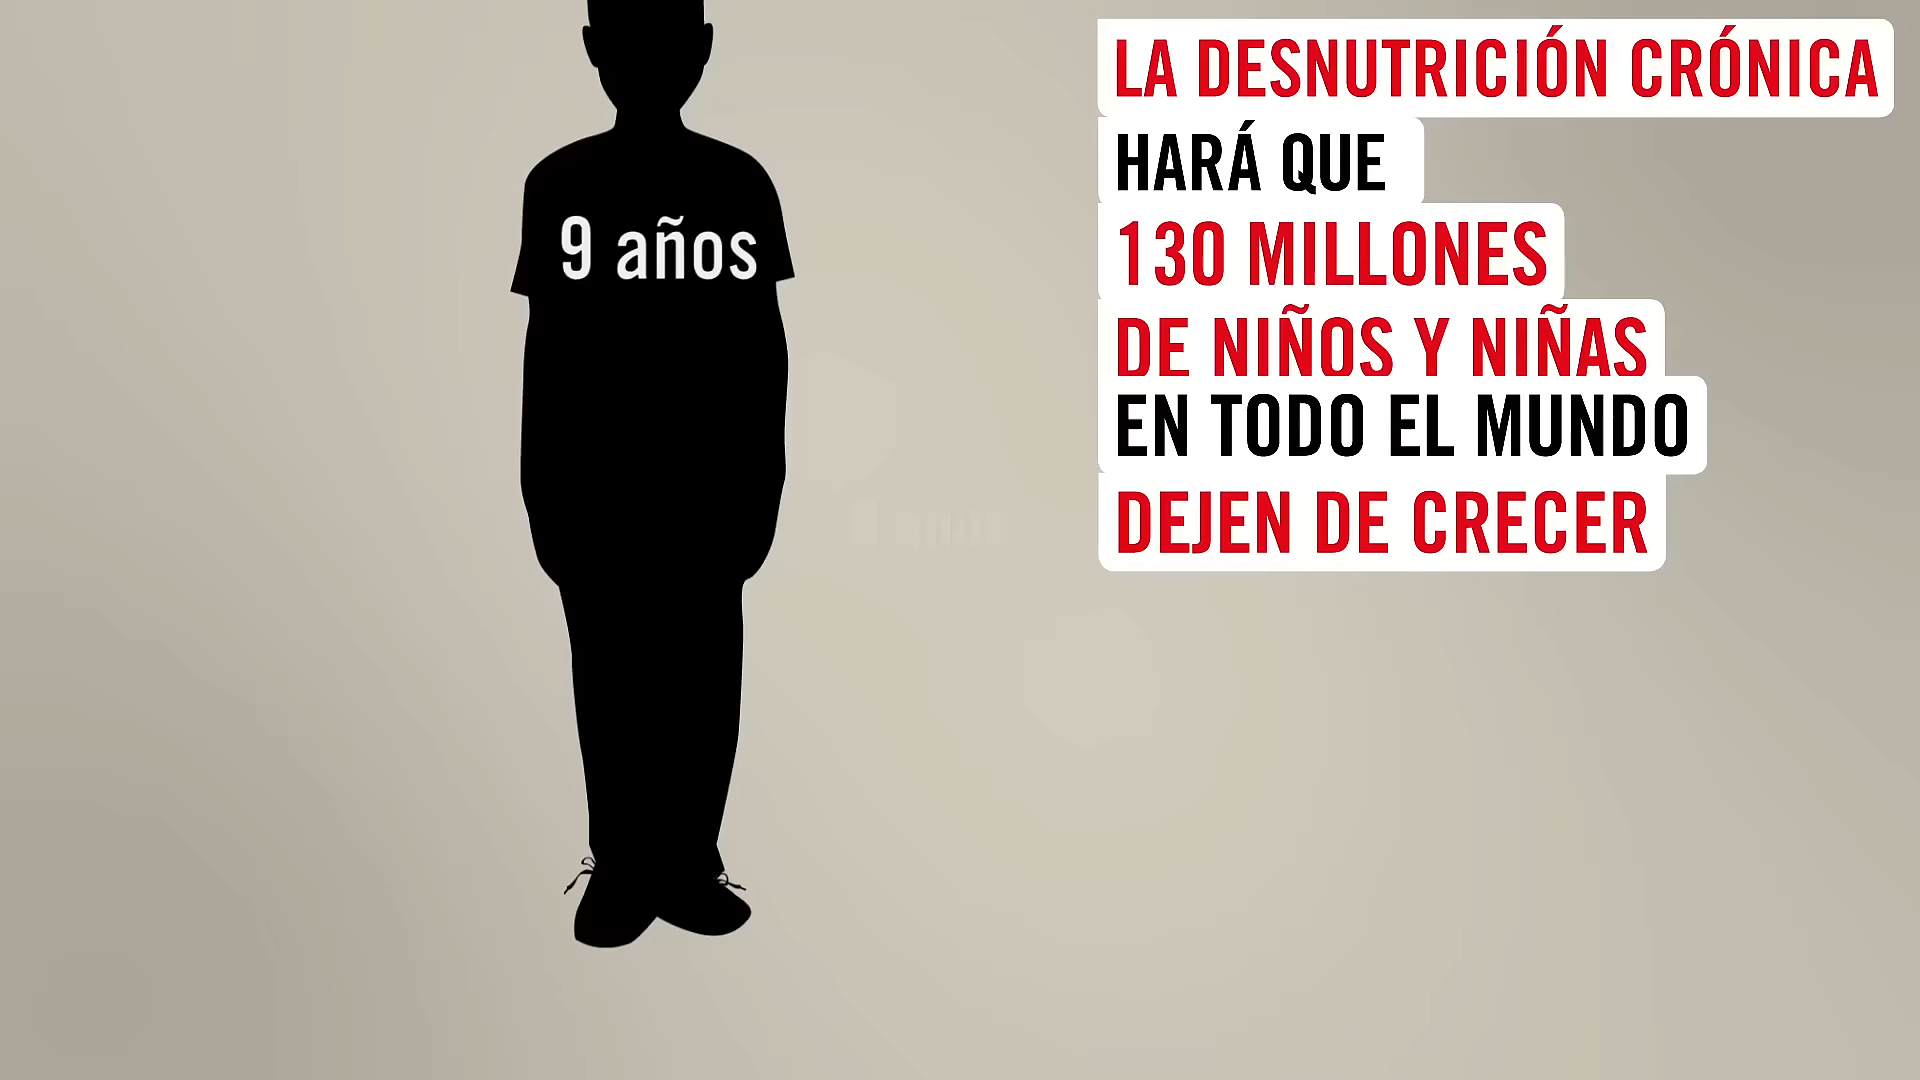 9 años
LA DESNUTRICIÓN CRÓNICA
HARÁ QUE
130 MILLONES
DE NIÑOS Y NIÑAS
EN TODO EL MUNDO
DEJEN DE CRECER